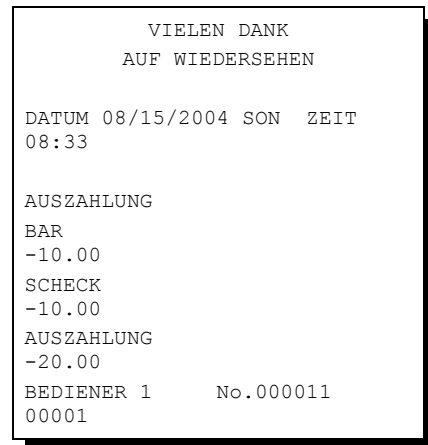 VIELEN DANK
AUF WIEDERSEHEN
DATUM 08/15/2004 SON ZEIT
08:33
AUSZAHLUNG
BAR
-10.00
SCHECK
-10.00
AUSZAHLUNG
-20.00
BEDIENER 1 No.000011
00001